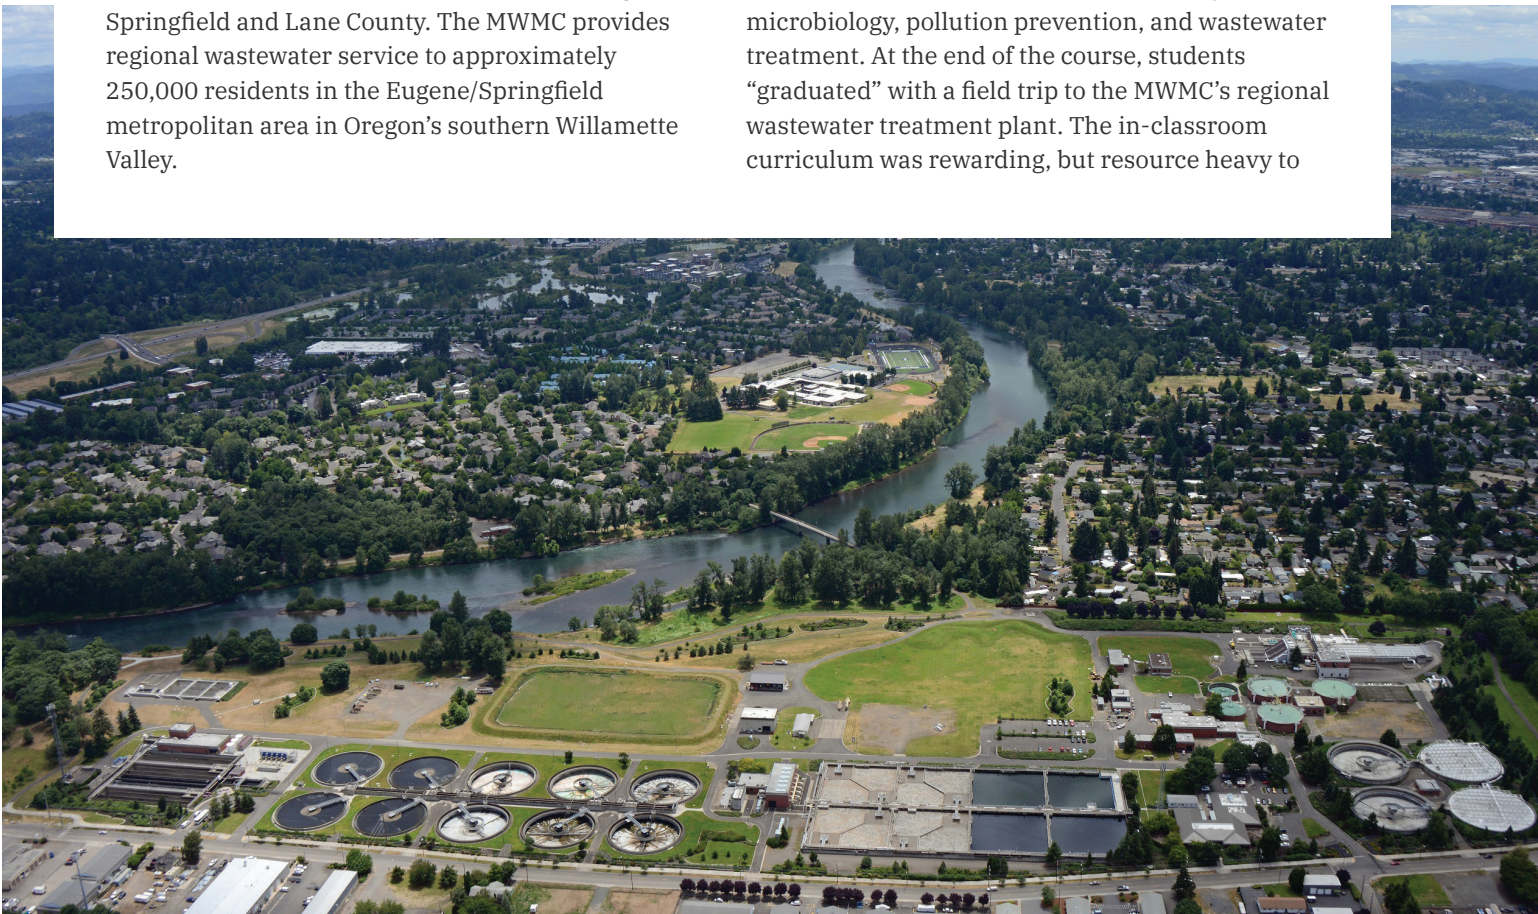 Springfield and Lane County. The MWMC provides
regional wastewater service to approximately
250,000 residents in the Eugene/Springfield
metropolitan area in Oregon’s southern Willamette
Valley.
microbiology, pollution prevention, and wastewater
treatment. At the end of the course, students
“graduated” with a field trip to the MWMC’s regional
wastewater treatment plant. The in-classroom
curriculum was rewarding, but resource heavy to